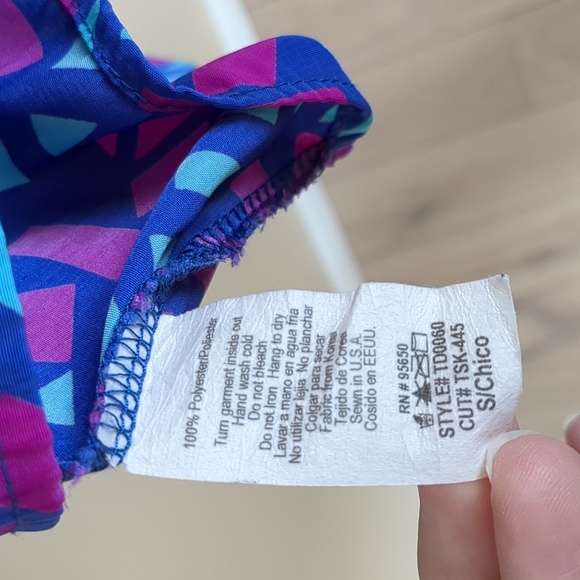 100% Polyester/Poliester
Turn garment inside out
Hand wash cold
Do not bleach
Do not iron. Hang to dry
Lavar a mano en agua fria
No utilizar lejia. No planchar
Colgar para secar
Fabric from Korea
Tejido de Corea
Sewn in U.S.A.
Cosido en EEUU.
RN # 95650
STYLE# TD0060
CUT# TSK-445
S/Chico